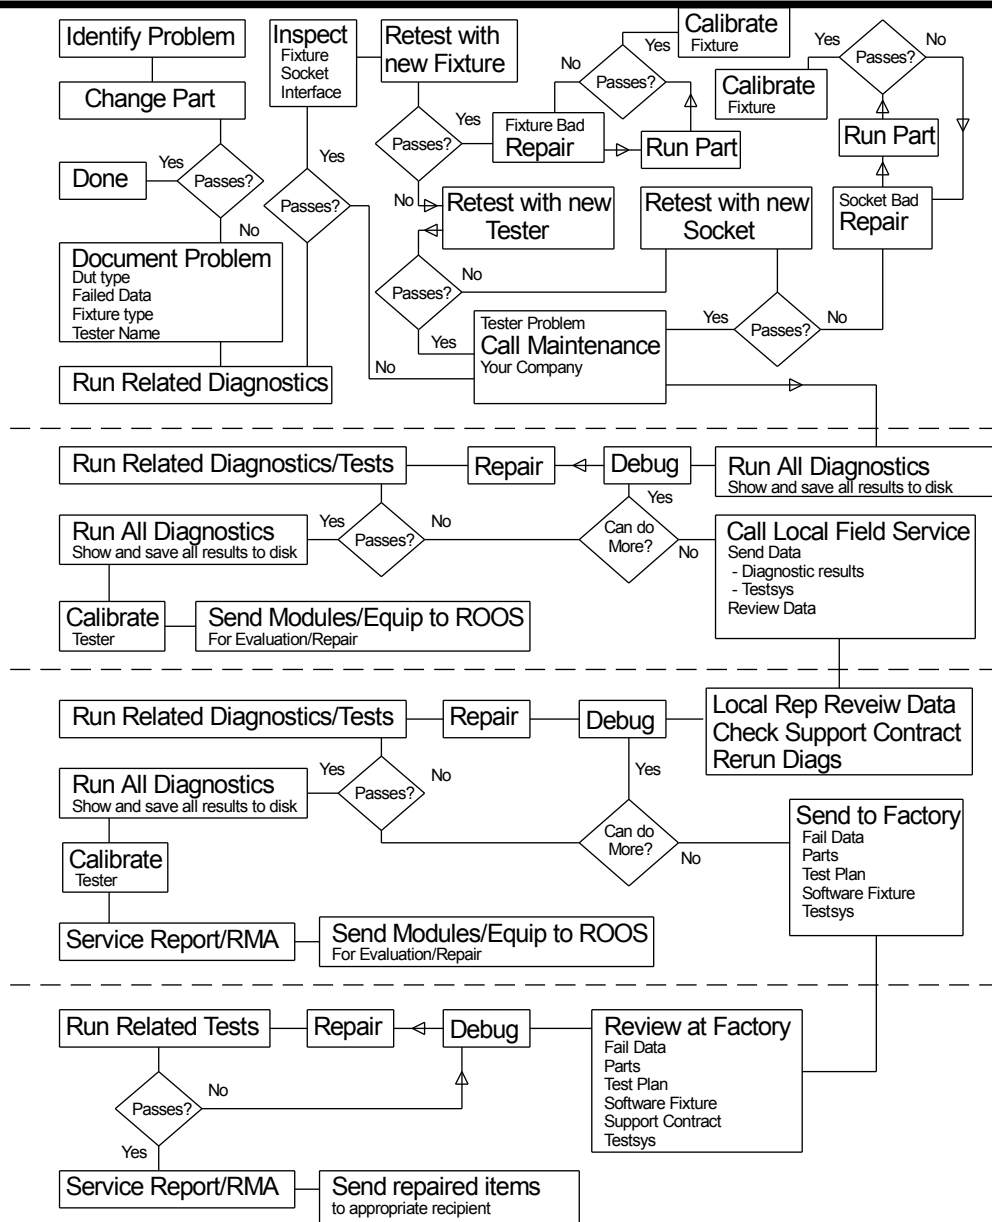 Identify Problem
Change Part
Passes?
Yes
Done
No
Document Problem
Dut type
Failed Data
Fixture type
Tester Name
Run Related Diagnostics
Passes?
Yes
No
Inspect
Fixture
Socket
Interface
Retest with
new Fixture
Passes?
Yes
No
Fixture Bad
Repair
Run Part
Passes?
No
Yes
Calibrate
Fixture
Retest with new
Tester
Passes?
No
Yes
Retest with new
Socket
Passes?
Yes
No
Socket Bad
Repair
Run Part
Passes?
Yes
No
Calibrate
Fixture
Tester Problem
Call Maintenance
Your Company
Run All Diagnostics
Show and save all results to disk
Debug
Repair
Run Related Diagnostics/Tests
Passes?
Yes
No
Can do
More?
Yes
No
Run All Diagnostics
Show and save all results to disk
Calibrate
Tester
Send Modules/Equip to ROOS
For Evaluation/Repair
Call Local Field Service
Send Data
- Diagnostic results
- Testsys
Review Data
Local Rep Reveiw Data
Check Support Contract
Rerun Diags
Debug
Repair
Run Related Diagnostics/Tests
Passes?
Yes
No
Can do
More?
Yes
No
Run All Diagnostics
Show and save all results to disk
Calibrate
Tester
Service Report/RMA
Send Modules/Equip to ROOS
For Evaluation/Repair
Send to Factory
Fail Data
Parts
Test Plan
Software Fixture
Testsys
Review at Factory
Fail Data
Parts
Test Plan
Software Fixture
Support Contract
Testsys
Debug
Repair
Run Related Tests
Passes?
No
Yes
Service Report/RMA
Send repaired items
to appropriate recipient